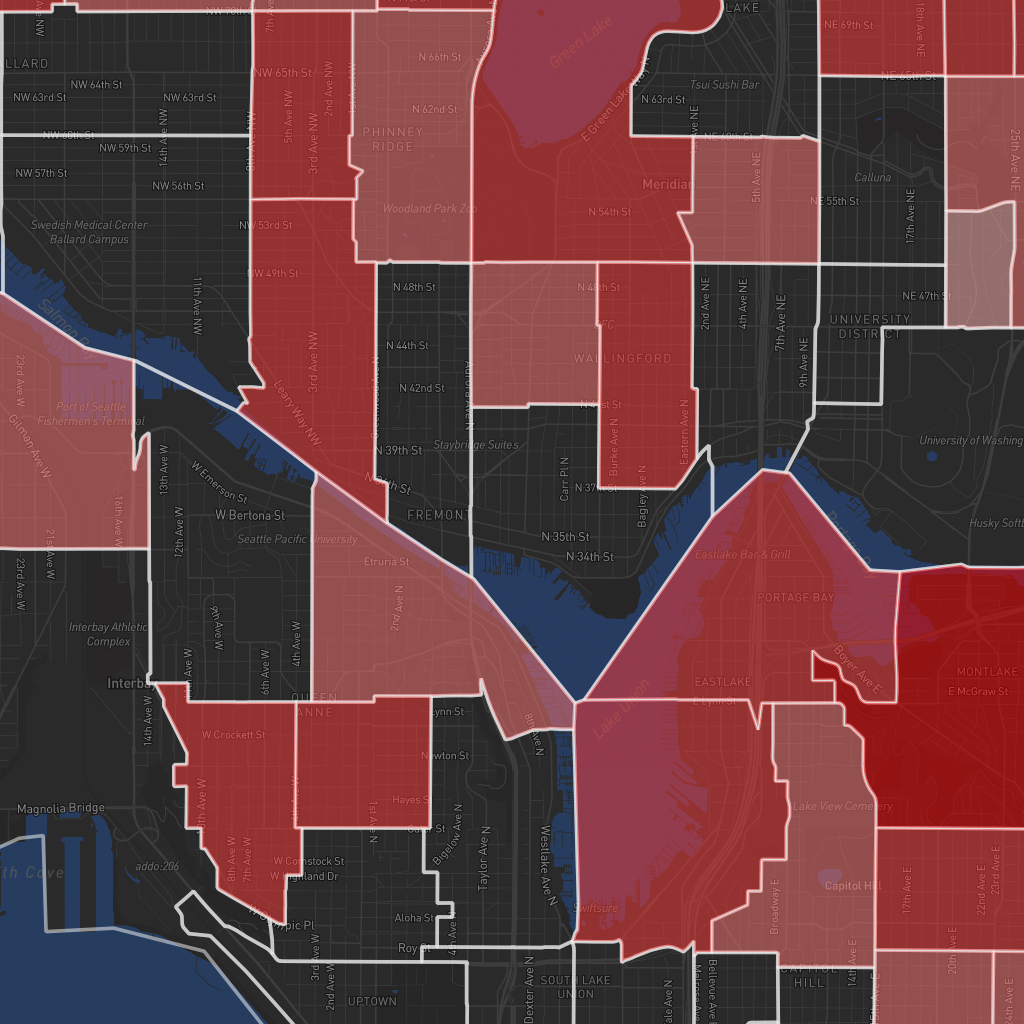 LAKE
NW 70th St
7th Ave NW
18th Ave NE
NE 69th St
Green Lake
N 66th St
LLARD
NW 65th St
NE 65th St
NW 64th St
2nd Ave NW
Tsui Sushi Bar
NW 63rd St
NW 63rd St
N 63rd St
N 62nd St
5th Ave NW
E Green Lake Way N
14th Ave NW
8th Ave NW
3rd Ave NW
PHINNEY
RIDGE
NW 60th St
NW 59th St
NE 60th St
25th Ave NE
NW 57th St
NW 56th St
5th Ave NE
Calluna
Meridian
NE 55th St
17th Ave NE
Woodland Park Zoo
N 54th St
Swedish Medical Center
Ballard Campus
NW 53rd St
NW 49th St
11th Ave NW
N 48th St
N 48th St
2nd Ave NE
4th Ave NE
7th Ave NE
NE 47th St
UNIVERSITY
DISTRICT
Salmon
FC
N 44th St
WALLINGFORD
3rd Ave NW
9th Ave NE
23rd Ave W
N 42nd St
Aurora Ave N
Port of Seattle
Fishermen's Terminal
N 41st St
Leary Way NW
Gilman Ave W
Burke Ave N
Eastern Ave N
Staybridge Suites
University of Washing
N 39th St
13th Ave W
W Emerson St
Carr Pl N
N 36th St
N 37th St
Bagley Ave N
16th Ave W
W Bertona St
FREMONT
12th Ave W
21st Ave W
Seattle Pacific University
N 35th St
N 34th St
Husky Softb
Eastlake Bar & Grill
Etruria St
23rd Ave W
PORTAGE BAY
2nd Ave N
Interbay Athletic
Complex
9th Ave W
4th Ave W
6th Ave W
Boyer Ave E
MONTLAKE
EASTLAKE
E McGraw St
Interbay
QUEEN
ANNE
E Lynn St
Lake Union
14th Ave W
Lynn St
8th Ave N
W Crockett St
Newton St
Hayes St
Magnolia Bridge
10th Ave W
1st Ave N
Galer St
Lake View Cemetery
Bigelow Ave N
Taylor Ave N
Westlake Ave N
8th Ave W
7th Ave W
W Comstock St
W Highland Dr
addo:206
th Cove
Capitol Hill
17th Ave E
22nd Ave E
23rd Ave E
Broadway E
Swiftsure
Aloha St
4th Ave N
Roy St
3rd Ave W
2nd Ave W
20th Ave E
14th Ave E
CAPITOL
HILL
SOUTH LAKE
UNION
UPTOWN
Dexter Ave N
Melrose Ave
Bellevue Ave E